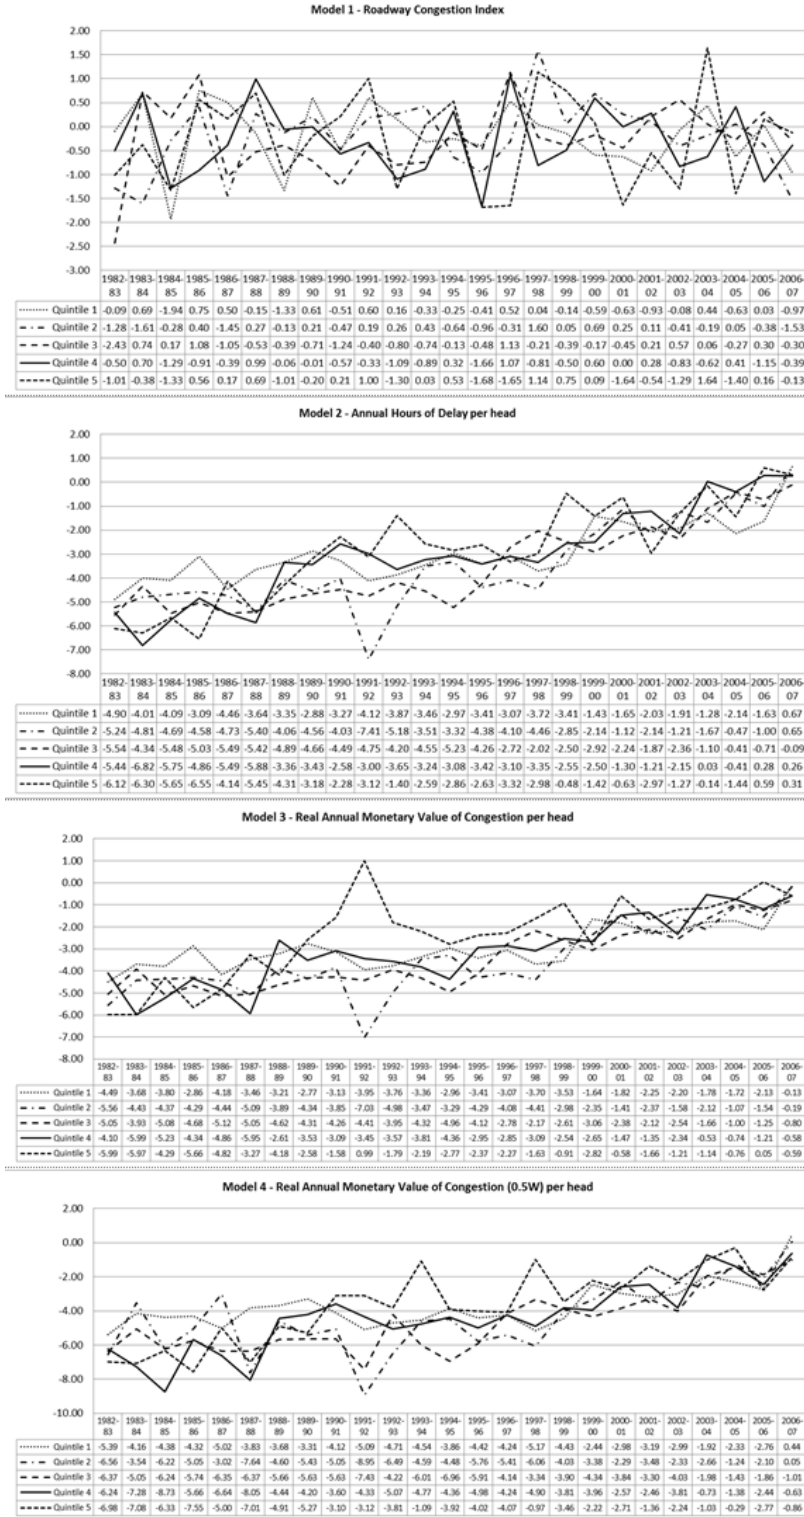 Model 1 - Roadway Congestion Index
2.00
1.50
1.00
0.50
0.00
-0.50
-1.00
-1.50
-2.00
-2.50
-3.00
1982- 1983- 1984- 1985- 1986- 1987- 1988- 1989- 1990- 1991- 1992- 1993- 1994- 1995- 1996- 1997- 1998- 1999- 2000- 2001- 2002- 2003- 2004- 2005- 2006-
83 84 85 86 87 88 89 90 91 92 93 94 95 96 97 98 99 00 01 02 03 04 05 06 07
Quintile 1 -0.09 0.69 -1.94 0.75 0.50 -0.15 -1.33 0.61 -0.51 0.60 0.16 -0.33 -0.25 -0.41 0.52 0.04 -0.14 -0.59 -0.63 -0.93 -0.08 0.44 -0.63 0.03 -0.97
Quintile 2 -1.28 -1.61 -0.28 0.40 -1.45 0.27 -0.13 0.21 -0.47 0.19 0.26 0.43 -0.64 -0.96 -0.31 1.60 0.05 0.69 0.25 0.11 -0.41 -0.19 0.05 -0.38 -1.53
Quintile 3 -2.43 0.74 0.17 1.08 -1.05 -0.53 -0.39 -0.71 -1.24 -0.40 -0.80 -0.74 -0.13 -0.48 1.13 -0.21 -0.39 -0.17 -0.45 0.21 0.57 0.06 -0.27 0.30 -0.30
Quintile 4 -0.50 0.70 -1.29 -0.91 -0.39 0.99 -0.06 -0.01 -0.57 -0.33 -1.09 -0.89 0.32 -1.66 1.07 -0.81 -0.50 0.60 0.00 0.28 -0.83 -0.62 0.41 -1.15 -0.39
Quintile 5 -1.01 -0.38 -1.33 0.56 0.17 0.69 -1.01 -0.20 0.21 1.00 -1.30 0.03 0.53 -1.68 -1.65 1.14 0.75 0.09 -1.64 -0.54 -1.29 1.64 -1.40 0.16 -0.13
Model 2 - Annual Hours of Delay per head
2.00
1.00
0.00
-1.00
-2.00
-3.00
-4.00
-5.00
-6.00
-7.00
-8.00
1982- 1983- 1984- 1985- 1986- 1987- 1988- 1989- 1990- 1991- 1992- 1993- 1994- 1995- 1996- 1997- 1998- 1999- 2000- 2001- 2002- 2003- 2004- 2005- 2006-
83 84 85 86 87 88 89 90 91 92 93 94 95 96 97 98 99 00 01 02 03 04 05 06 07
Quintile 1 -4.90 -4.01 -4.09 -3.09 -4.46 -3.64 -3.35 -2.88 -3.27 -4.12 -3.87 -3.46 -2.97 -3.41 -3.07 -3.72 -3.41 -1.43 -1.65 -2.03 -1.91 -1.28 -2.14 -1.63 0.67
Quintile 2 -5.24 -4.81 -4.69 -4.58 -4.73 -5.40 -4.06 -4.56 -4.03 -7.41 -5.18 -3.51 -3.32 -4.38 -4.10 -4.46 -2.85 -2.14 -1.12 -2.14 -1.21 -1.67 -0.47 -1.00 0.65
Quintile 3 -5.54 -4.34 -5.48 -5.03 -5.49 -5.42 -4.89 -4.66 -4.49 -4.75 -4.20 -4.55 -5.23 -4.26 -2.72 -2.02 -2.50 -2.92 -2.24 -1.87 -2.36 -1.10 -0.41 -0.71 -0.09
Quintile 4 -5.44 -6.82 -5.75 -4.86 -5.49 -5.88 -3.36 -3.43 -2.58 -3.00 -3.65 -3.24 -3.08 -3.42 -3.10 -3.35 -2.55 -2.50 -1.30 -1.21 -2.15 0.03 -0.41 0.28 0.26
Quintile 5 -6.12 -6.30 -5.65 -6.55 -4.14 -5.45 -4.31 -3.18 -2.28 -3.12 -1.40 -2.59 -2.86 -2.63 -3.32 -2.98 -0.48 -1.42 -0.63 -2.97 -1.27 -0.14 -1.44 0.59 0.31
Model 3 - Real Annual Monetary Value of Congestion per head
2.00
1.00
0.00
-1.00
-2.00
-3.00
-4.00
-5.00
-6.00
-7.00
-8.00
1982- 1983- 1984- 1985- 1986- 1987- 1988- 1989- 1990- 1991- 1992- 1993- 1994- 1995- 1996- 1997- 1998- 1999- 2000- 2001- 2002- 2003- 2004- 2005- 2006-
83 84 85 86 87 88 89 90 91 92 93 94 95 96 97 98 99 00 01 02 03 04 05 06 07
Quintile 1 -4.49 -3.68 -3.80 -2.86 -4.18 -3.46 -3.21 -2.77 -3.13 -3.95 -3.76 -3.36 -2.96 -3.41 -3.07 -3.70 -3.53 -1.64 -1.82 -2.25 -2.20 -1.78 -1.72 -2.13 -0.13
Quintile 2 -5.56 -4.43 -4.37 -4.29 -4.44 -5.09 -3.89 -4.34 -3.85 -7.03 -4.98 -3.47 -3.29 -4.29 -4.08 -4.41 -2.98 -2.35 -1.41 -2.37 -1.58 -2.12 -1.07 -1.54 -0.19
Quintile 3 -5.05 -3.93 -5.08 -4.68 -5.12 -5.05 -4.62 -4.31 -4.26 -4.41 -3.95 -4.32 -4.96 -4.12 -2.78 -2.17 -2.61 -3.06 -2.38 -2.12 -2.54 -1.66 -1.00 -1.25 -0.80
Quintile 4 -4.10 -5.99 -5.23 -4.34 -4.86 -5.95 -2.61 -3.53 -3.09 -3.45 -3.57 -3.81 -4.36 -2.95 -2.85 -3.09 -2.54 -2.65 -1.47 -1.35 -2.34 -0.53 -0.74 -1.21 -0.58
Quintile 5 -5.99 -5.97 -4.29 -5.66 -4.82 -3.27 -4.18 -2.58 -1.58 0.99 -1.79 -2.19 -2.77 -2.37 -2.27 -1.63 -0.91 -2.82 -0.58 -1.66 -1.21 -1.14 -0.76 0.05 -0.59
Model 4 - Real Annual Monetary Value of Congestion (0.5W) per head
2.00
0.00
-2.00
-4.00
-6.00
-8.00
-10.00
1982- 1983- 1984- 1985- 1986- 1987- 1988- 1989- 1990- 1991- 1992- 1993- 1994- 1995- 1996- 1997- 1998- 1999- 2000- 2001- 2002- 2003- 2004- 2005- 2006-
83 84 85 86 87 88 89 90 91 92 93 94 95 96 97 98 99 00 01 02 03 04 05 06 07
Quintile 1 -5.39 -4.16 -4.38 -4.32 -5.02 -3.83 -3.68 -3.31 -4.12 -5.09 -4.71 -4.54 -3.86 -4.42 -4.24 -5.17 -4.43 -2.44 -2.98 -3.19 -2.99 -1.92 -2.33 -2.76 0.44
Quintile 2 -6.56 -3.54 -6.22 -5.05 -3.02 -7.64 -4.60 -5.43 -5.05 -8.95 -6.49 -4.59 -4.48 -5.76 -5.41 -6.06 -4.03 -3.38 -2.29 -3.48 -2.33 -2.66 -1.24 -2.10 0.05
Quintile 3 -6.37 -5.05 -6.24 -5.74 -6.35 -6.37 -5.66 -5.63 -5.63 -7.43 -4.22 -6.01 -6.96 -5.91 -4.14 -3.34 -3.90 -4.34 -3.84 -3.30 -4.03 -1.98 -1.43 -1.86 -1.01
Quintile 4 -6.24 -7.28 -8.73 -5.66 -6.64 -8.05 -4.44 -4.20 -3.60 -4.33 -5.07 -4.77 -4.36 -4.98 -4.24 -4.90 -3.81 -3.96 -2.57 -2.46 -3.81 -0.73 -1.38 -2.44 -0.63
Quintile 5 -6.98 -7.08 -6.33 -7.55 -5.00 -7.01 -4.91 -5.27 -3.10 -3.12 -3.81 -1.09 -3.92 -4.02 -4.07 -0.97 -3.46 -2.22 -2.71 -1.36 -2.24 -1.03 -0.29 -2.77 -0.86